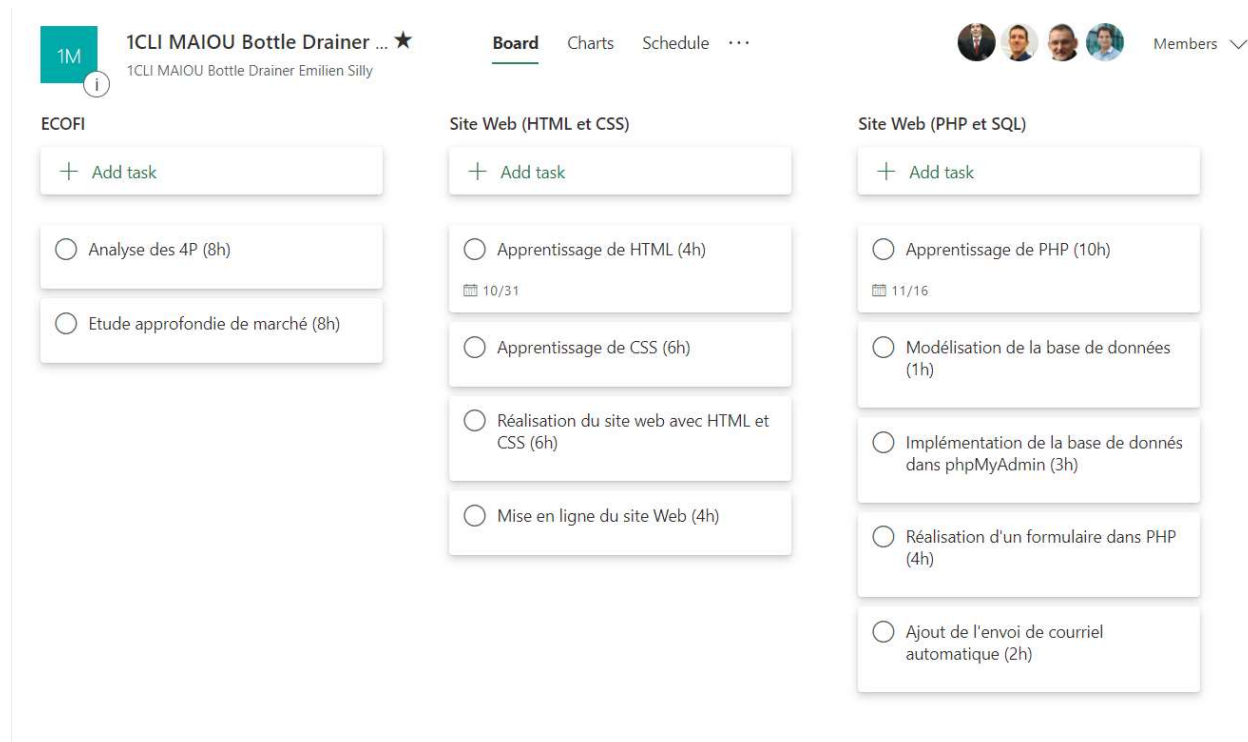 1M
i
1CLI MAIOU Bottle Drainer ... ★
1CLI MAIOU Bottle Drainer Emilien Silly
Board Charts Schedule ···
Members
ECOFI
+ Add task
Analyse des 4P (8h)
Etude approfondie de marché (8h)
Site Web (HTML et CSS)
+ Add task
Apprentissage de HTML (4h)
10/31
Apprentissage de CSS (6h)
Réalisation du site web avec HTML et
CSS (6h)
Mise en ligne du site Web (4h)
Site Web (PHP et SQL)
+ Add task
Apprentissage de PHP (10h)
11/16
Modélisation de la base de données
(1h)
Implémentation de la base de donnés
dans phpMyAdmin (3h)
Réalisation d'un formulaire dans PHP
(4h)
Ajout de l'envoi de courriel
automatique (2h)